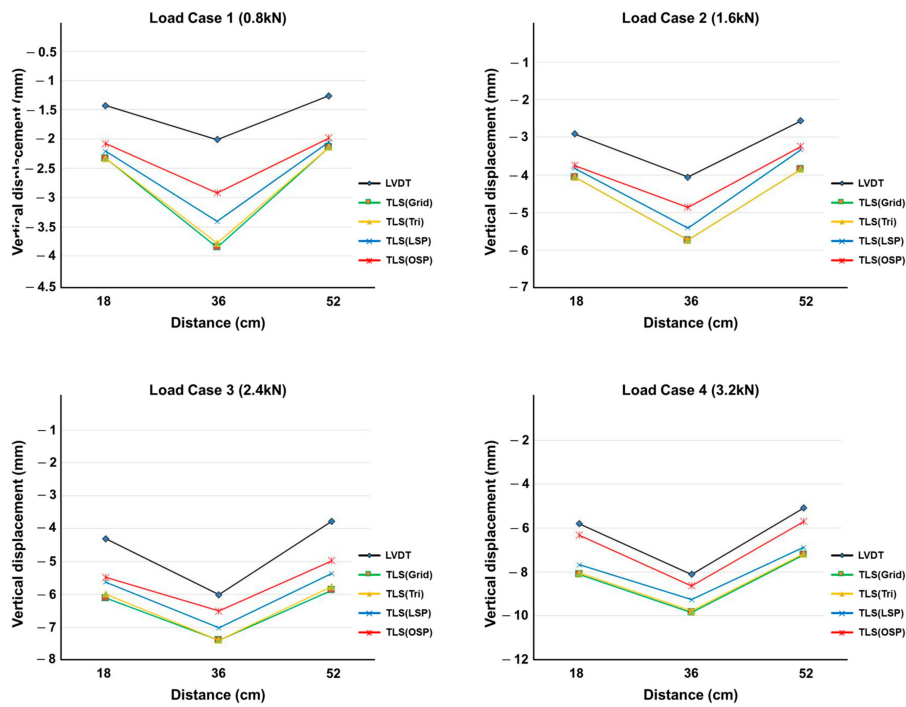 Load Case 1 (0.8kN)
Vertical displacement (mm)
−0.5
−1
−1.5
−2
−2.5
−3
−3.5
−4
−4.5
18
36
52
Distance (cm)
LVDT
TLS(Grid)
TLS(Tri)
TLS(LSP)
TLS(OSP)
Load Case 2 (1.6kN)
Vertical displacement (mm)
−1
−2
−3
−4
−5
−6
−7
18
36
52
Distance (cm)
LVDT
TLS(Grid)
TLS(Tri)
TLS(LSP)
TLS(OSP)
Load Case 3 (2.4kN)
Vertical displacement (mm)
−1
−2
−3
−4
−5
−6
−7
−8
18
36
52
Distance (cm)
LVDT
TLS(Grid)
TLS(Tri)
TLS(LSP)
TLS(OSP)
Load Case 4 (3.2kN)
Vertical displacement (mm)
−2
−4
−6
−8
−10
−12
18
36
52
Distance (cm)
LVDT
TLS(Grid)
TLS(Tri)
TLS(LSP)
TLS(OSP)